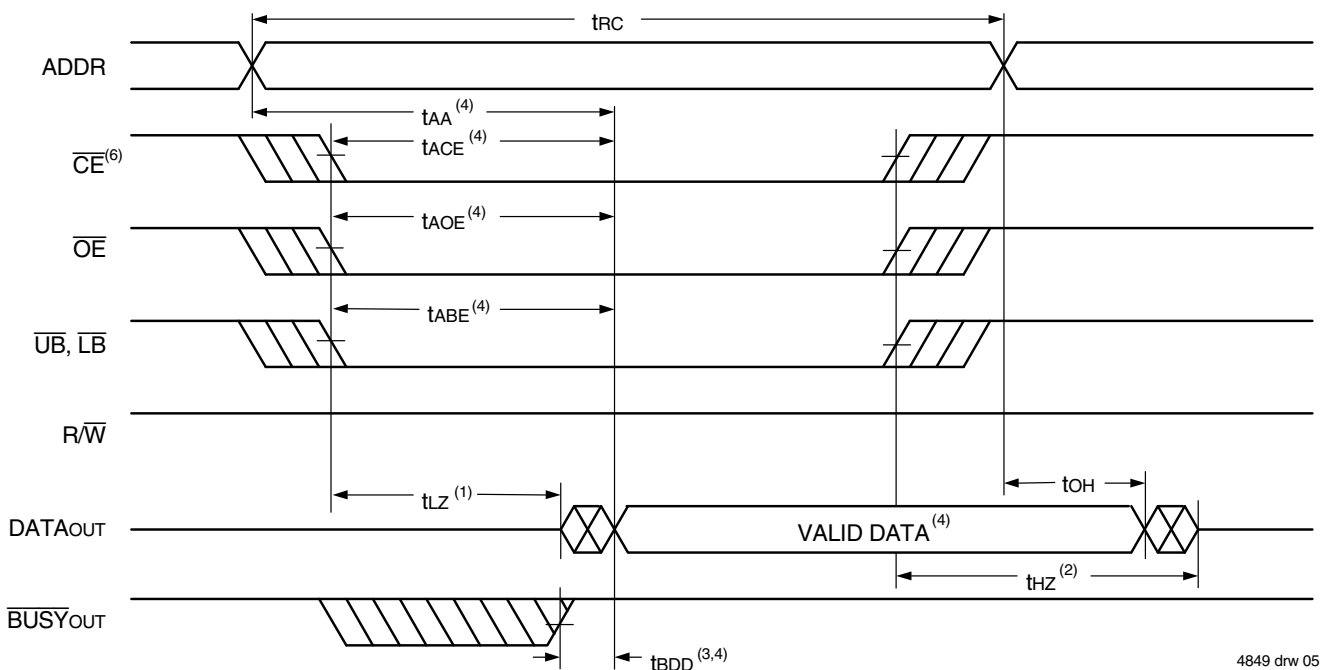 tRC
ADDR
tAA (4)
CE(6)
tACE (4)
OE
tAOE (4)
UB, LB
tABE (4)
R/W
tLZ (1)
tOH
DATAOUT
VALID DATA(4)
tHZ (2)
BUSYOUT
tBDD (3,4)
4849 drw 05